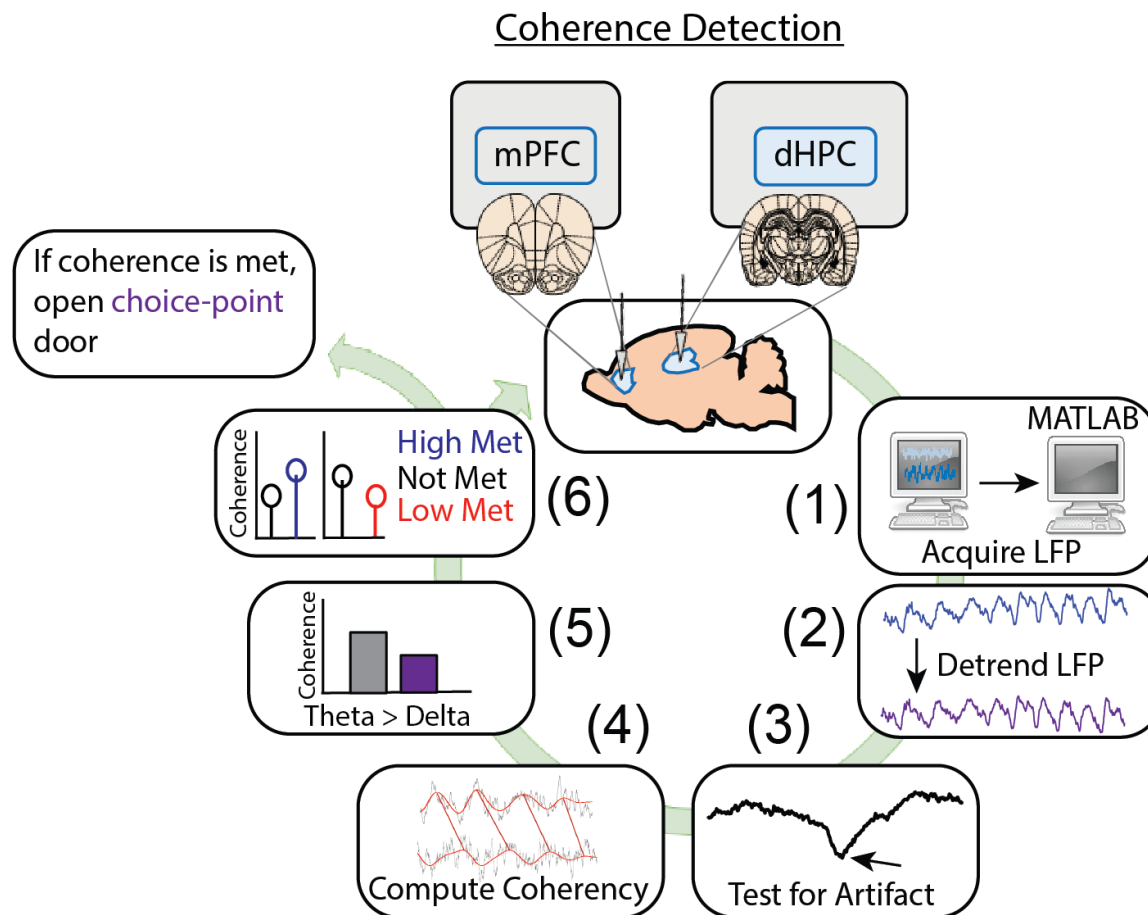 Coherence Detection
mPFC
dHPC
If coherence is met,
open choice-point
door
MATLAB
Acquire LFP
(1)
(2)
Detrend LFP
(3)
Test for Artifact
(4)
Compute Coherency
(5)
Coherence
Theta > Delta
(6)
Coherence
High Met
Not Met
Low Met